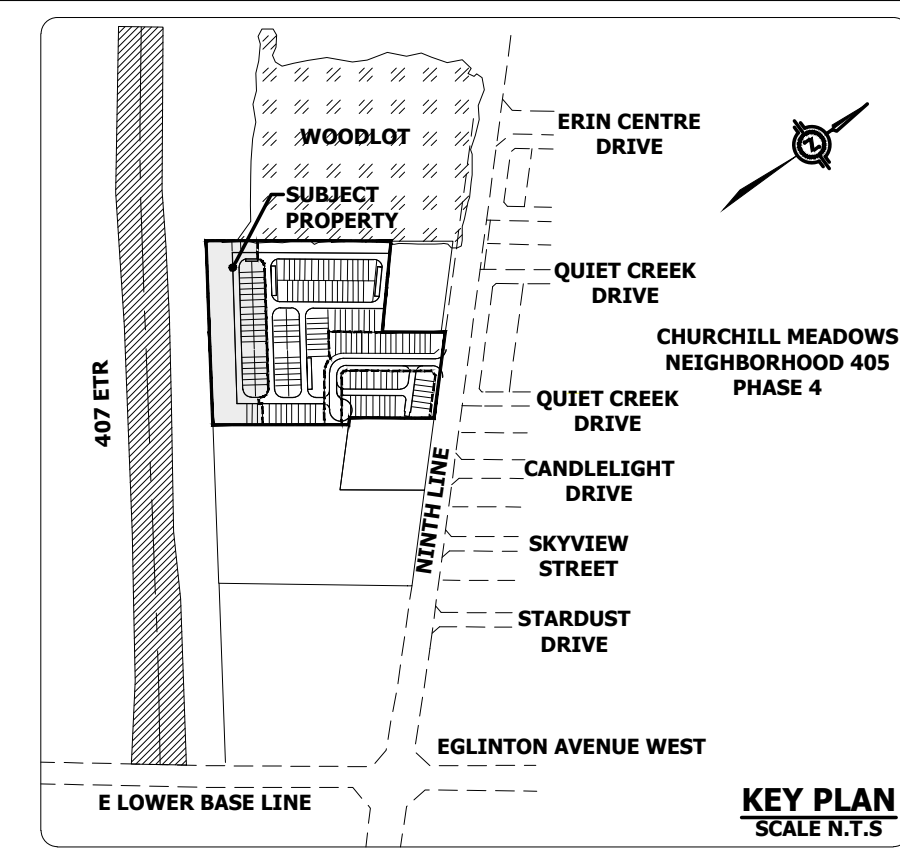 ERIN CENTRE
DRIVE
WOODLOT
N
SUBJECT
PROPERTY
QUIET CREEK
DRIVE
CHURCHILL MEADOWS
NEIGHBORHOOD 405
PHASE 4
407 ETR
QUIET CREEK
DRIVE
NINTH LINE
CANDLELIGHT
DRIVE
SKYVIEW
STREET
STARDUST
DRIVE
EGLINTON AVENUE WEST
E LOWER BASE LINE
KEY PLAN
SCALE N.T.S